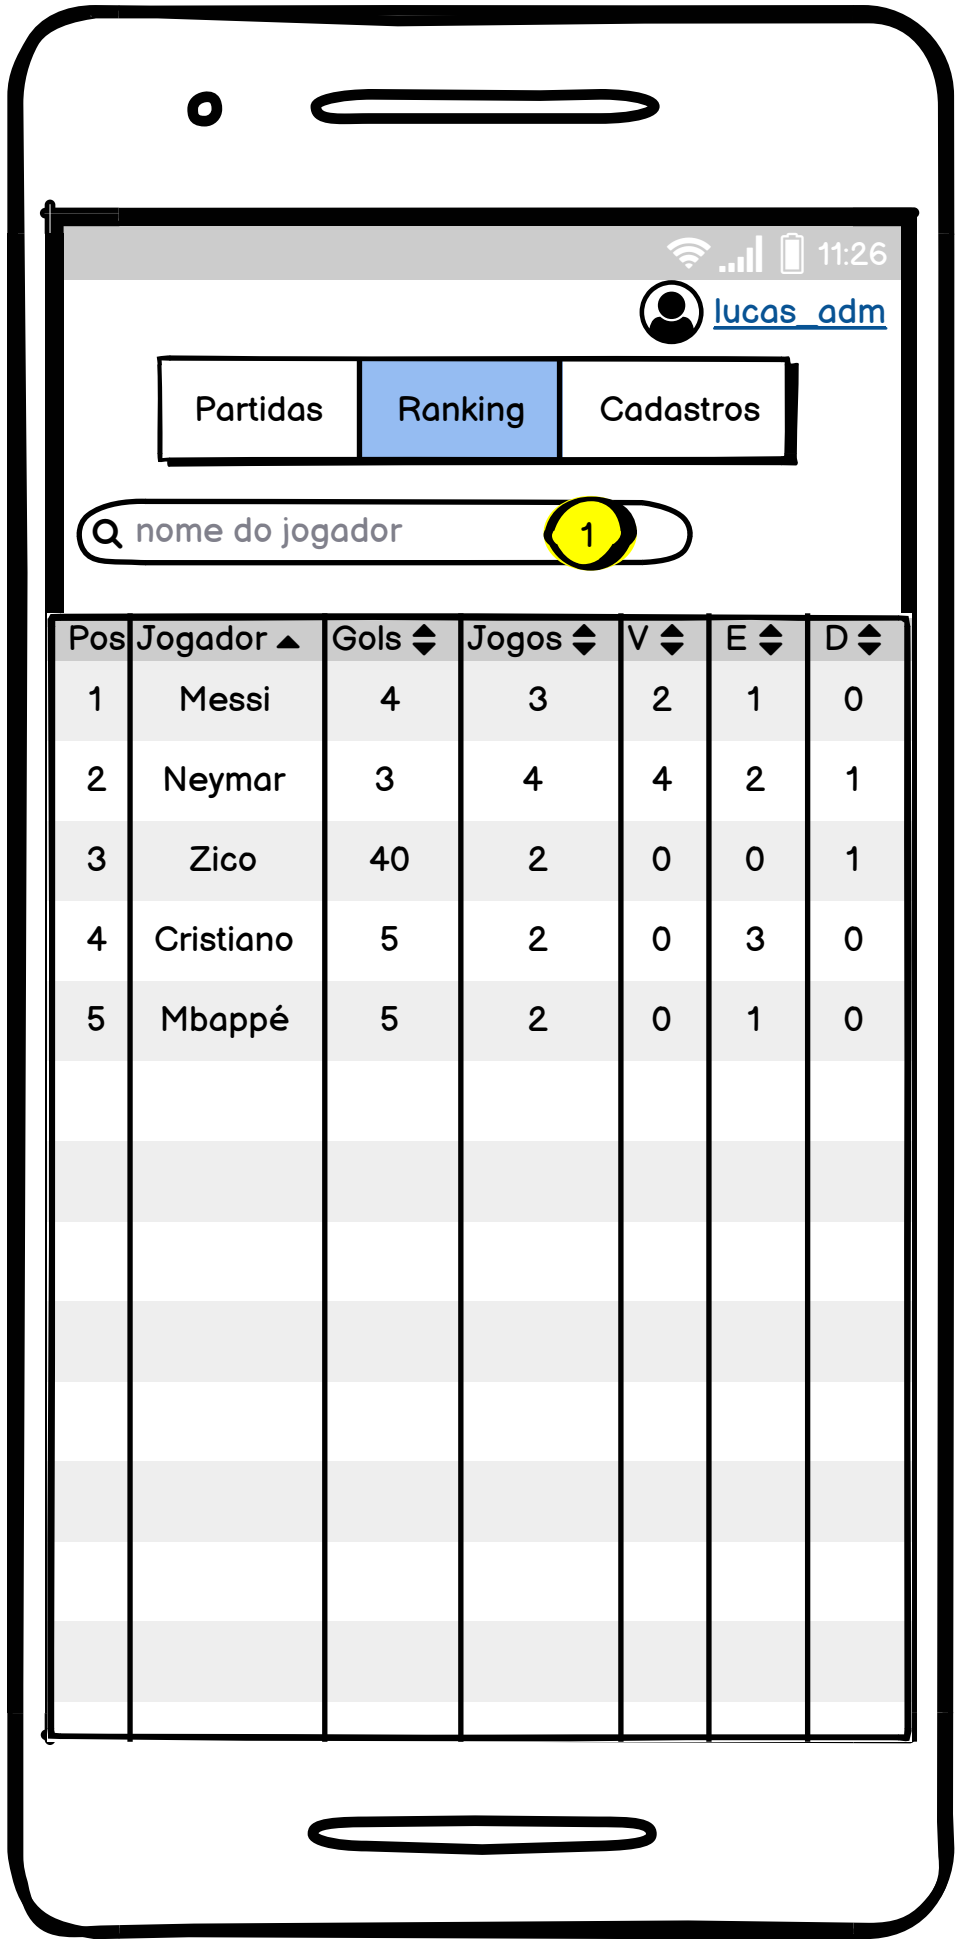 11:26
lucas_adm
Partidas Ranking Cadastros
nome do jogador 1
Pos Jogador Gols Jogos V E D
1 Messi 4 3 2 1 0
2 Neymar 3 4 4 2 1
3 Zico 40 2 0 0 1
4 Cristiano 5 2 0 3 0
5 Mbappé 5 2 0 1 0